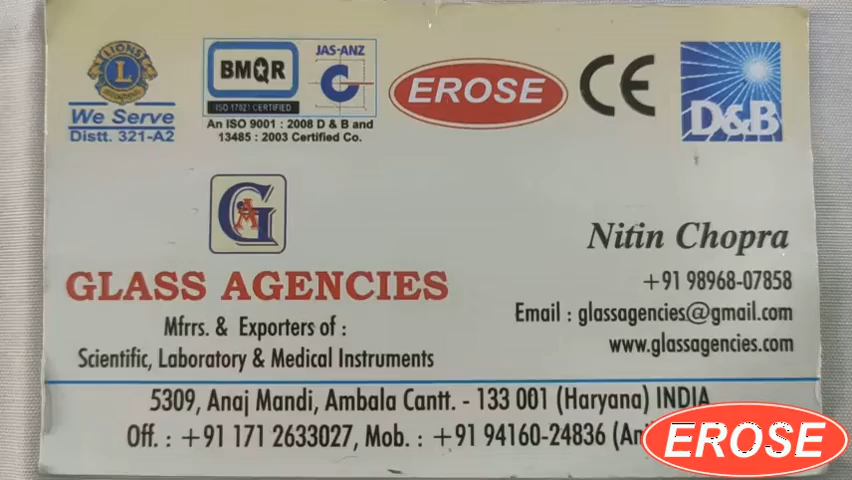 LIONS
L
We Serve
Distt. 321-A2
BMQR
ISO 17021 CERTIFIED
JAS-ANZ
An ISO 9001 : 2008 D & B and
13485 : 2003 Certified Co.
EROSE
CE
D&B
GA
GLASS AGENCIES
Mfrrs. & Exporters of :
Scientific, Laboratory & Medical Instruments
Nitin Chopra
+91 98968-07858
Email : glassagencies@gmail.com
www.glassagencies.com
5309, Anaj Mandi, Ambala Cantt. - 133 001 (Haryana) INDIA
Off. : +91 171 2633027, Mob. : +91 94160-24836
EROSE